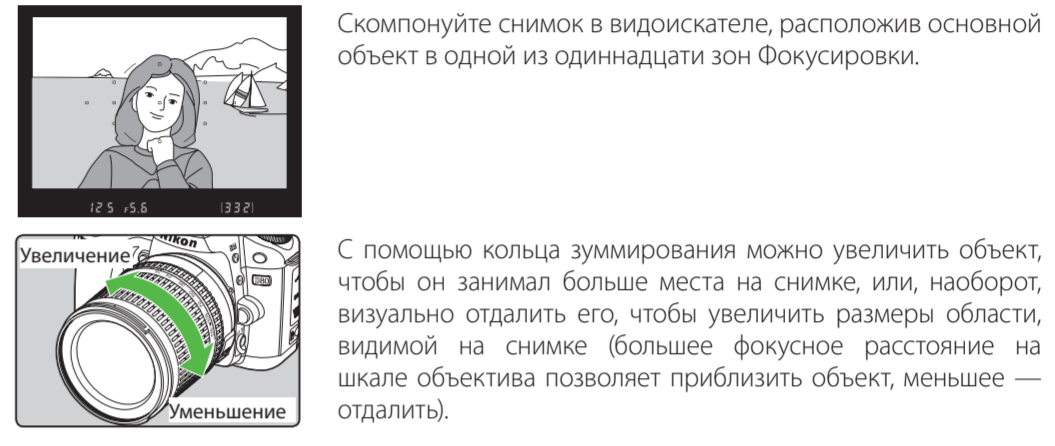 Скомпонуйте снимок в видоискателе, расположив основной
объект в одной из одиннадцати зон Фокусировки.
125 F5.6 (332)
Увеличение
Nikon
D80
Уменьшение
С помощью кольца зуммирования можно увеличить объект,
чтобы он занимал больше места на снимке, или, наоборот,
визуально отдалить его, чтобы увеличить размеры области,
видимой на снимке (большее фокусное расстояние на
шкале объектива позволяет приблизить объект, меньшее —
отдалить).